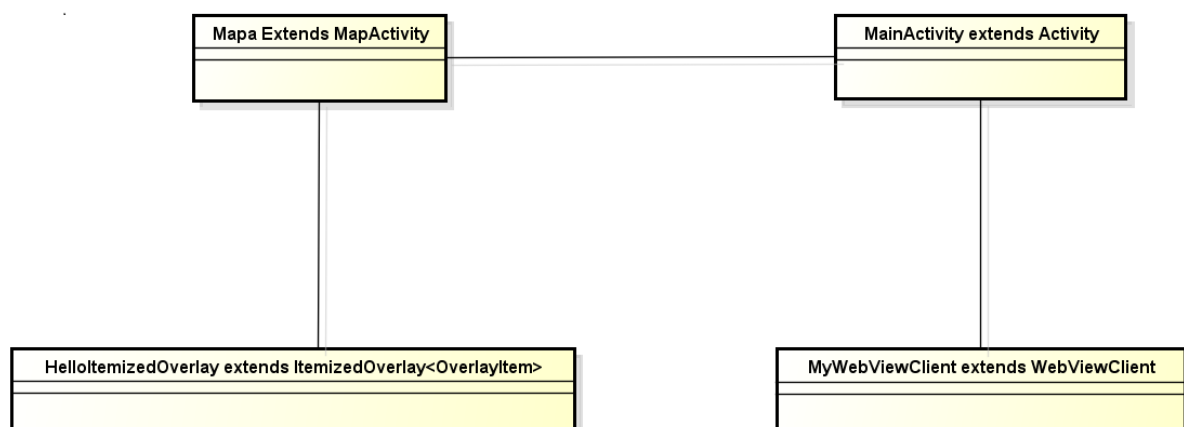 Mapa Extends MapActivity
MainActivity extends Activity
HelloItemizedOverlay extends ItemizedOverlay<OverlayItem>
MyWebViewClient extends WebViewClient